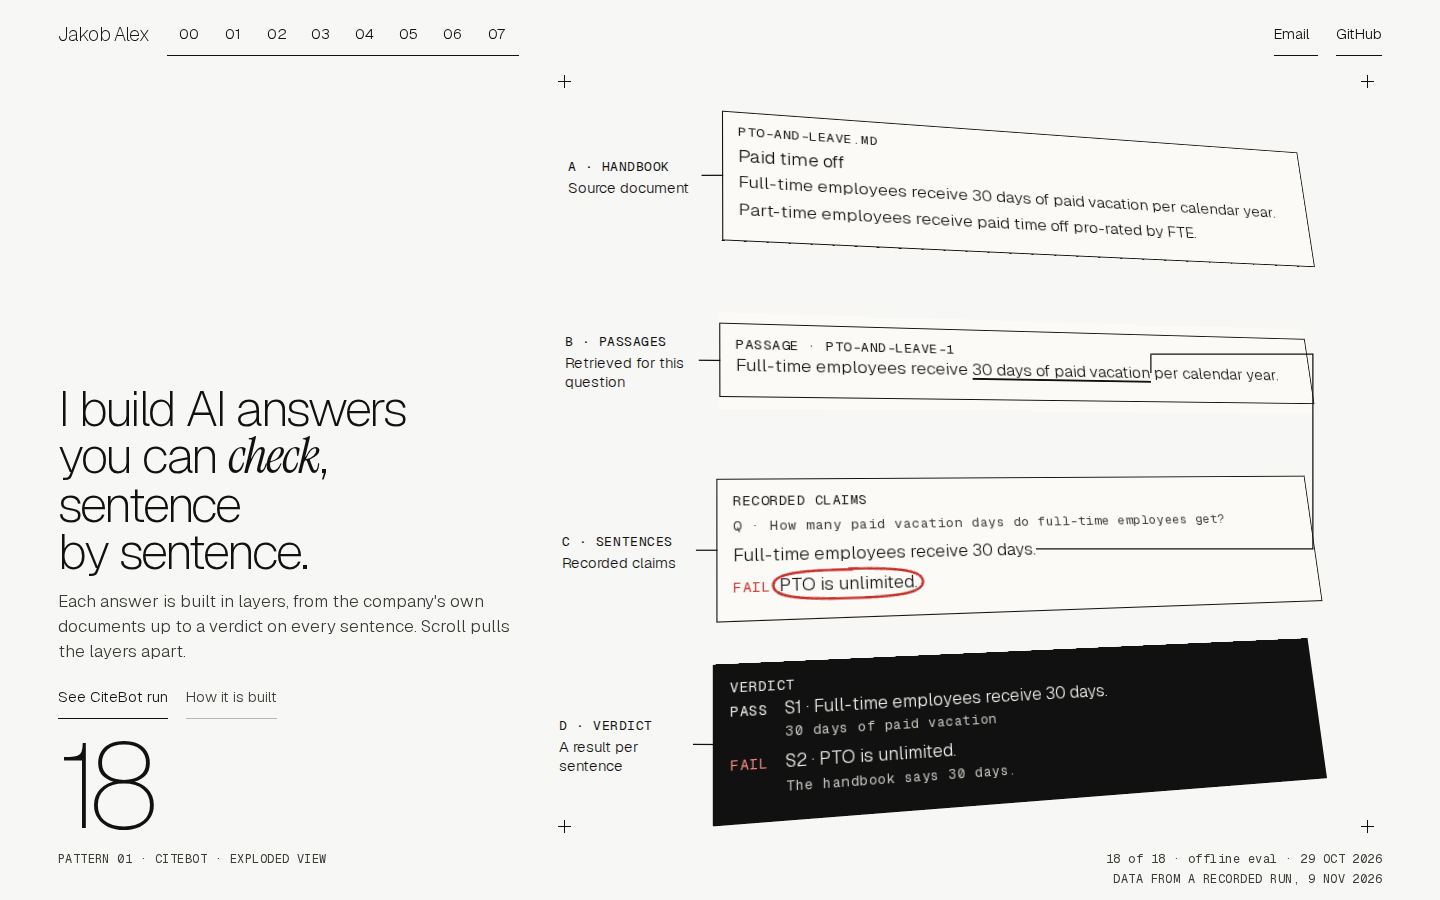 Jakob Alex 00 01 02 03 04 05 06 07 Email GitHub
I build AI answers
you can check,
sentence
by sentence.
Each answer is built in layers, from the company's own
documents up to a verdict on every sentence. Scroll pulls
the layers apart.
See CiteBot run How it is built
18
PATTERN 01 · CITEBOT · EXPLODED VIEW
A · HANDBOOK
Source document
PTO-AND-LEAVE.MD
Paid time off
Full-time employees receive 30 days of paid vacation per calendar year.
Part-time employees receive paid time off pro-rated by FTE.
B · PASSAGES
Retrieved for this
question
PASSAGE · PTO-AND-LEAVE-1
Full-time employees receive 30 days of paid vacation per calendar year.
C · SENTENCES
Recorded claims
RECORDED CLAIMS
Q · How many paid vacation days do full-time employees get?
Full-time employees receive 30 days.
FAIL PTO is unlimited.
D · VERDICT
A result per
sentence
VERDICT
PASS S1 · Full-time employees receive 30 days.
30 days of paid vacation
FAIL S2 · PTO is unlimited.
The handbook says 30 days.
18 of 18 · offline eval · 29 OCT 2026
DATA FROM A RECORDED RUN, 9 NOV 2026